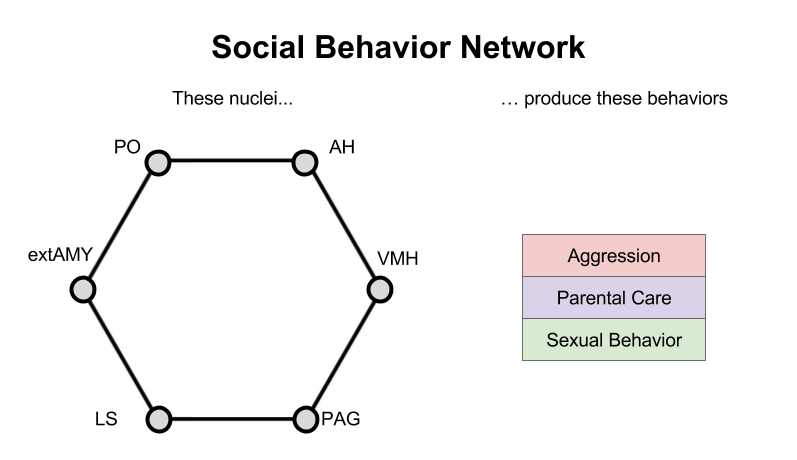 Social Behavior Network
These nuclei...
… produce these behaviors
PO
AH
extAMY
VMH
LS
PAG
Aggression
Parental Care
Sexual Behavior